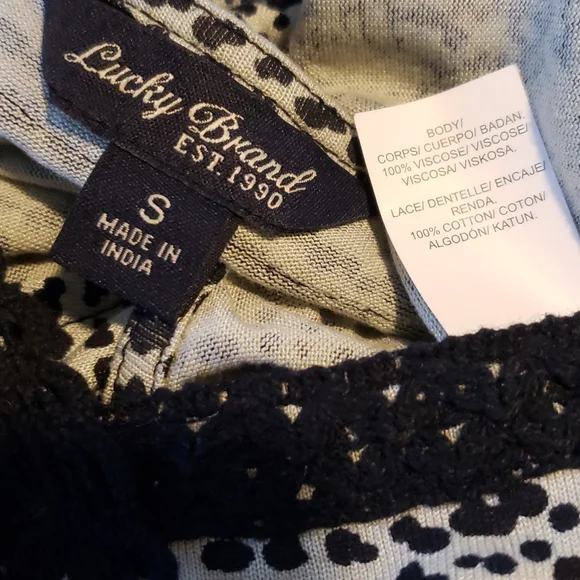 Lucky Brand
EST. 1990
S
MADE IN
INDIA
BODY/
CORPS/ CUERPO/ BADAN.
100% VISCOSE/ VISCOSE/
VISCOSA/ VISKOSA.
LACE/ DENTELLE/ ENCAJE/
RENDA.
100% COTTON/ COTON/
ALGODÓN/ KATUN.